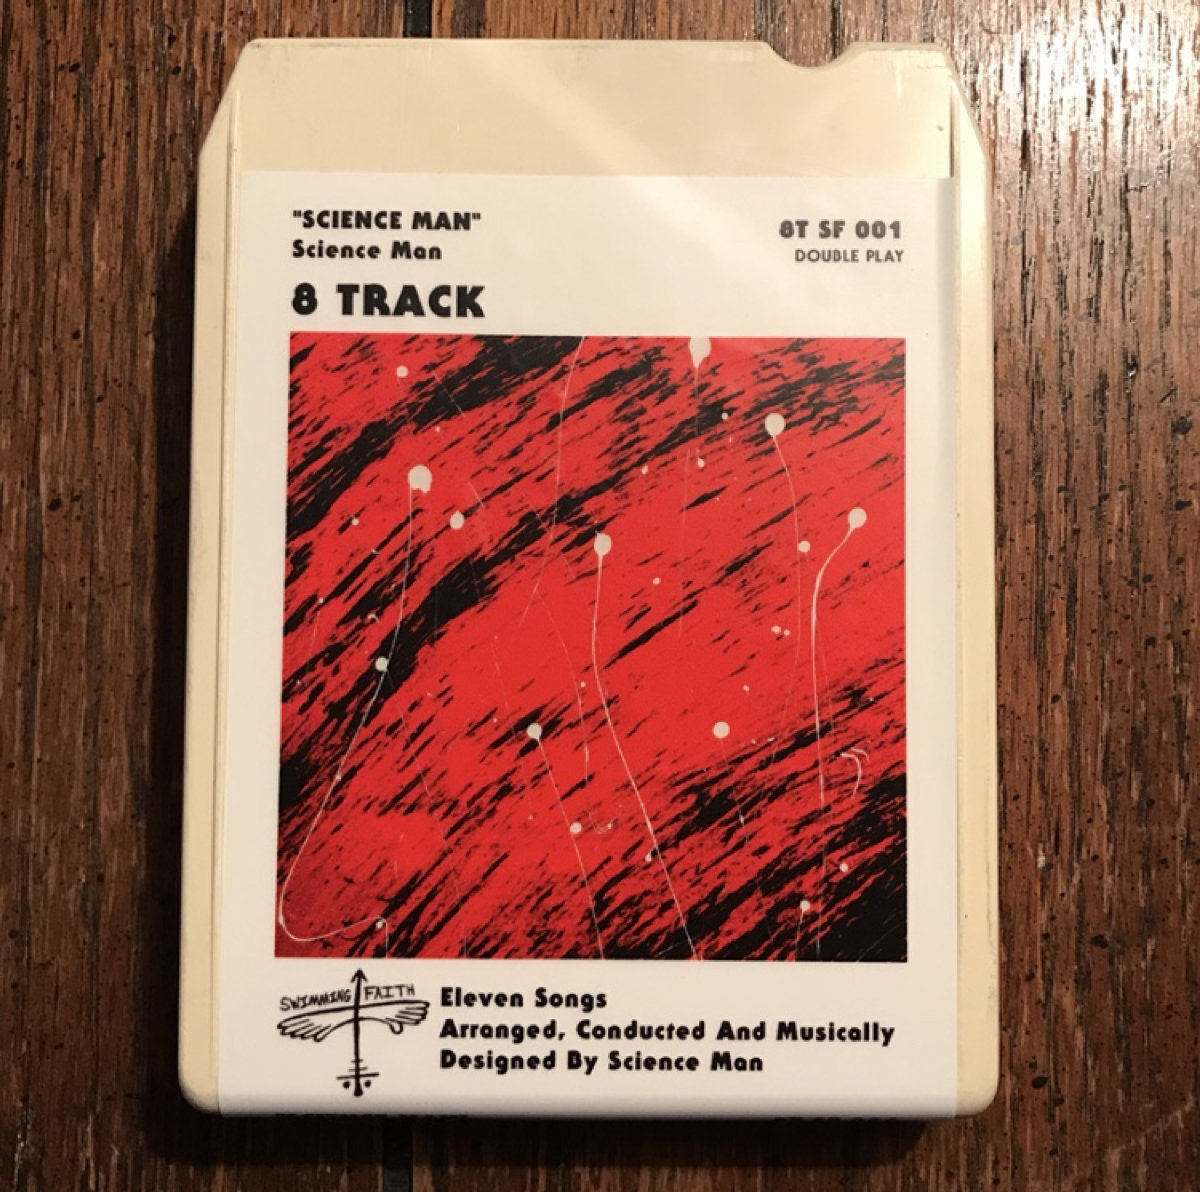 "SCIENCE MAN"
Science Man
8T SF 001
DOUBLE PLAY
8 TRACK
SWIMMING FAITH
Eleven Songs
Arranged, Conducted And Musically
Designed By Science Man